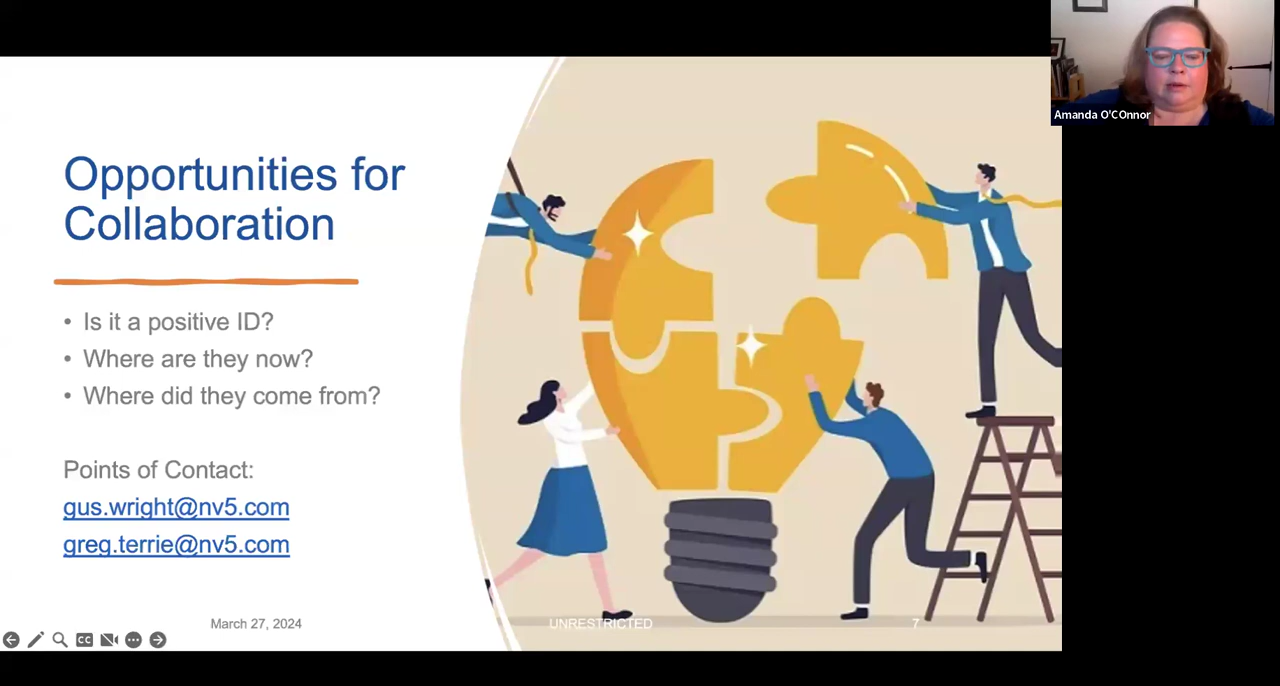 Amanda O'COnnor
Opportunities for
Collaboration
• Is it a positive ID?
• Where are they now?
• Where did they come from?
Points of Contact:
gus.wright@nv5.com
greg.terrie@nv5.com
March 27, 2024
UNRESTRICTED
7
CC